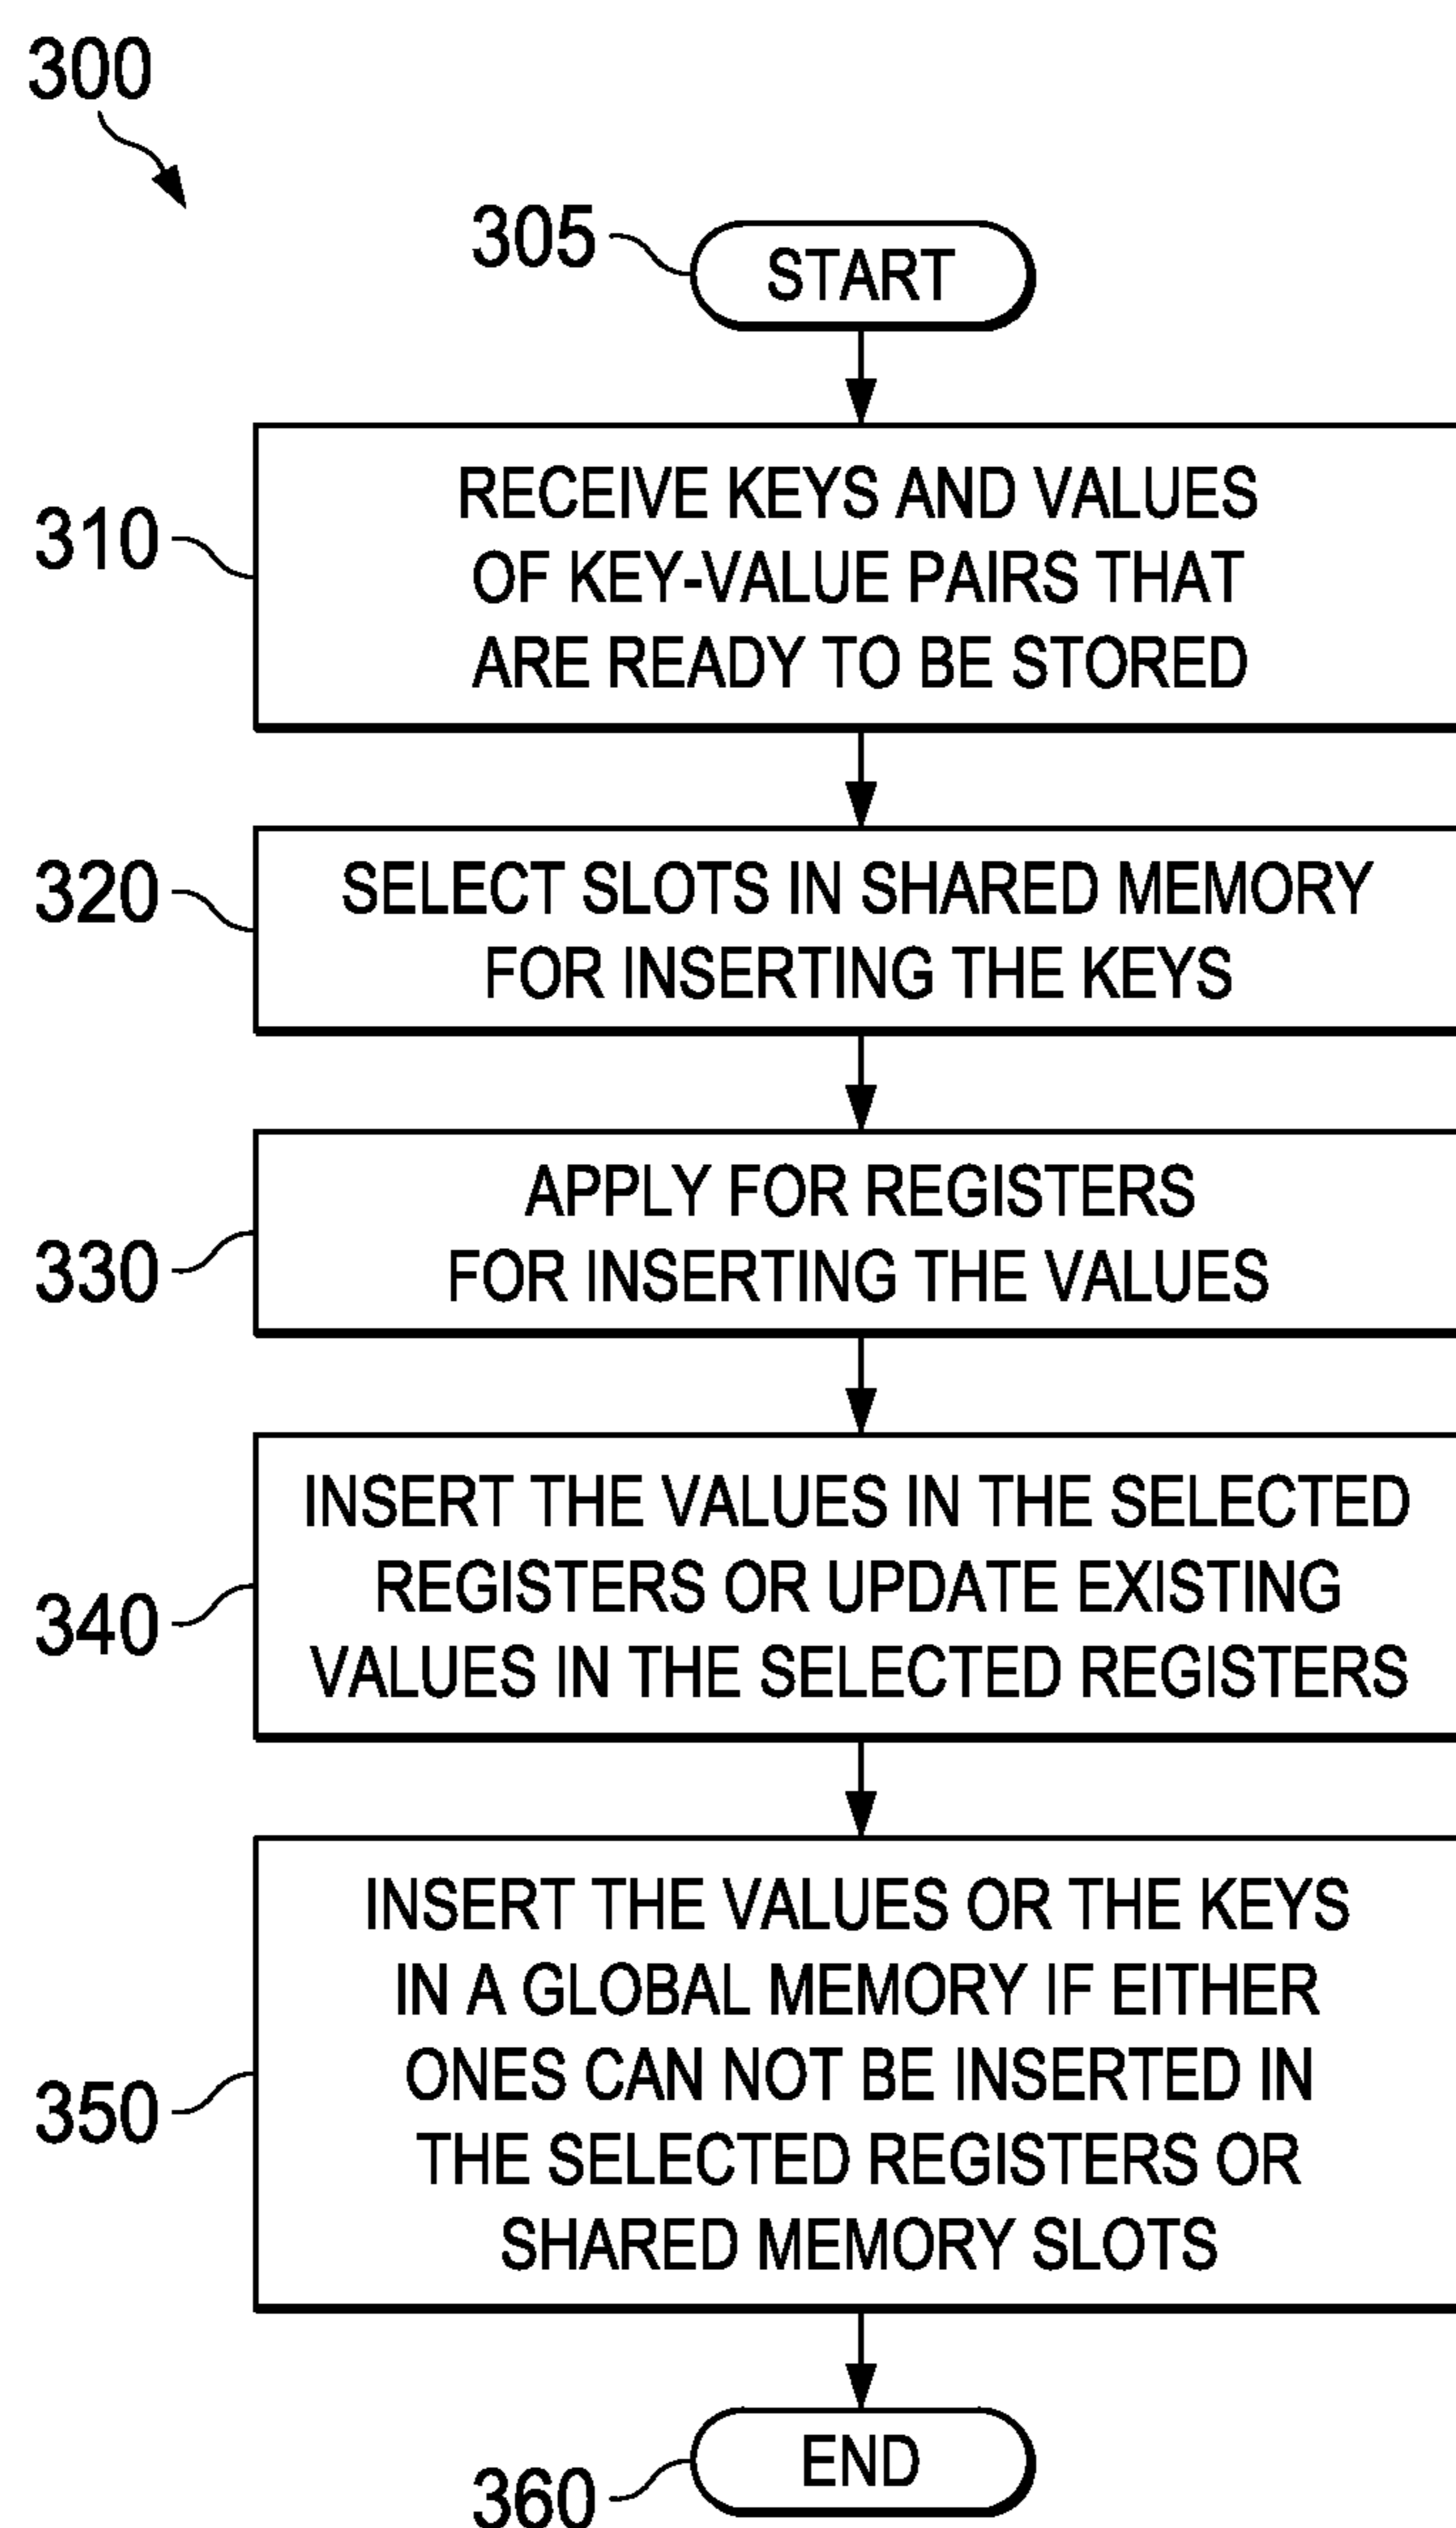 300
305
START
310
RECEIVE KEYS AND VALUES
OF KEY-VALUE PAIRS THAT
ARE READY TO BE STORED
320
SELECT SLOTS IN SHARED MEMORY
FOR INSERTING THE KEYS
330
APPLY FOR REGISTERS
FOR INSERTING THE VALUES
340
INSERT THE VALUES IN THE SELECTED
REGISTERS OR UPDATE EXISTING
VALUES IN THE SELECTED REGISTERS
350
INSERT THE VALUES OR THE KEYS
IN A GLOBAL MEMORY IF EITHER
ONES CAN NOT BE INSERTED IN
THE SELECTED REGISTERS OR
SHARED MEMORY SLOTS
360
END